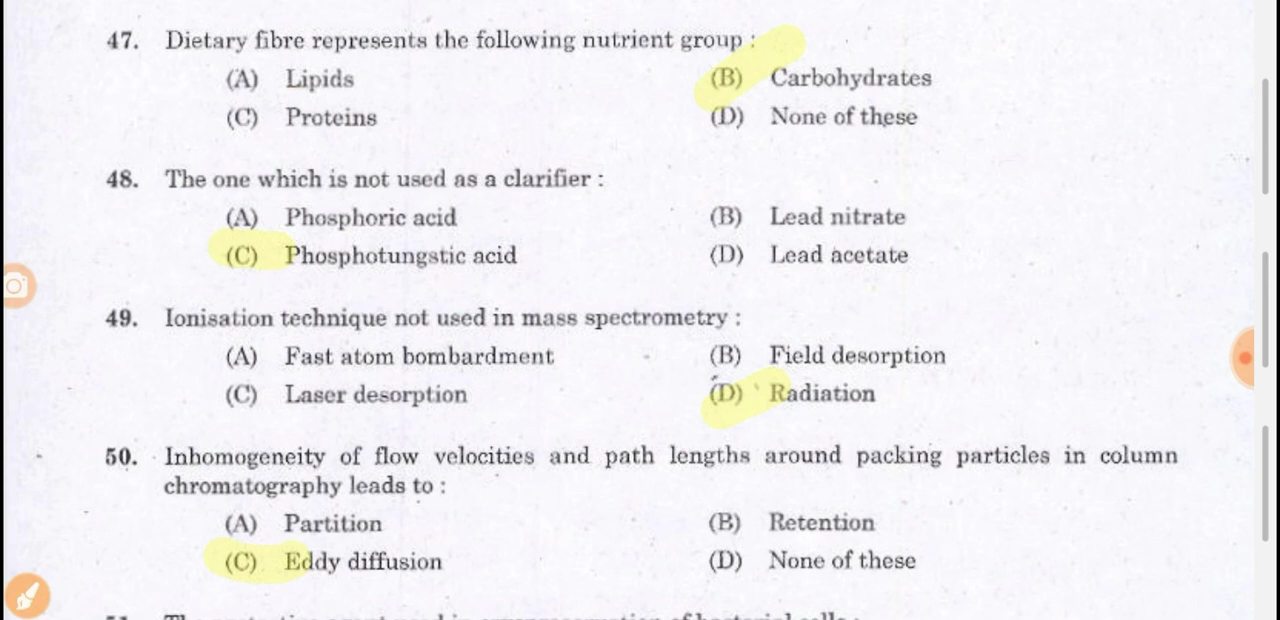 47. Dietary fibre represents the following nutrient group :
(A) Lipids (B) Carbohydrates
(C) Proteins (D) None of these
48. The one which is not used as a clarifier :
(A) Phosphoric acid (B) Lead nitrate
(C) Phosphotungstic acid (D) Lead acetate
49. Ionisation technique not used in mass spectrometry :
(A) Fast atom bombardment (B) Field desorption
(C) Laser desorption (D) Radiation
50. Inhomogeneity of flow velocities and path lengths around packing particles in column
chromatography leads to :
(A) Partition (B) Retention
(C) Eddy diffusion (D) None of these